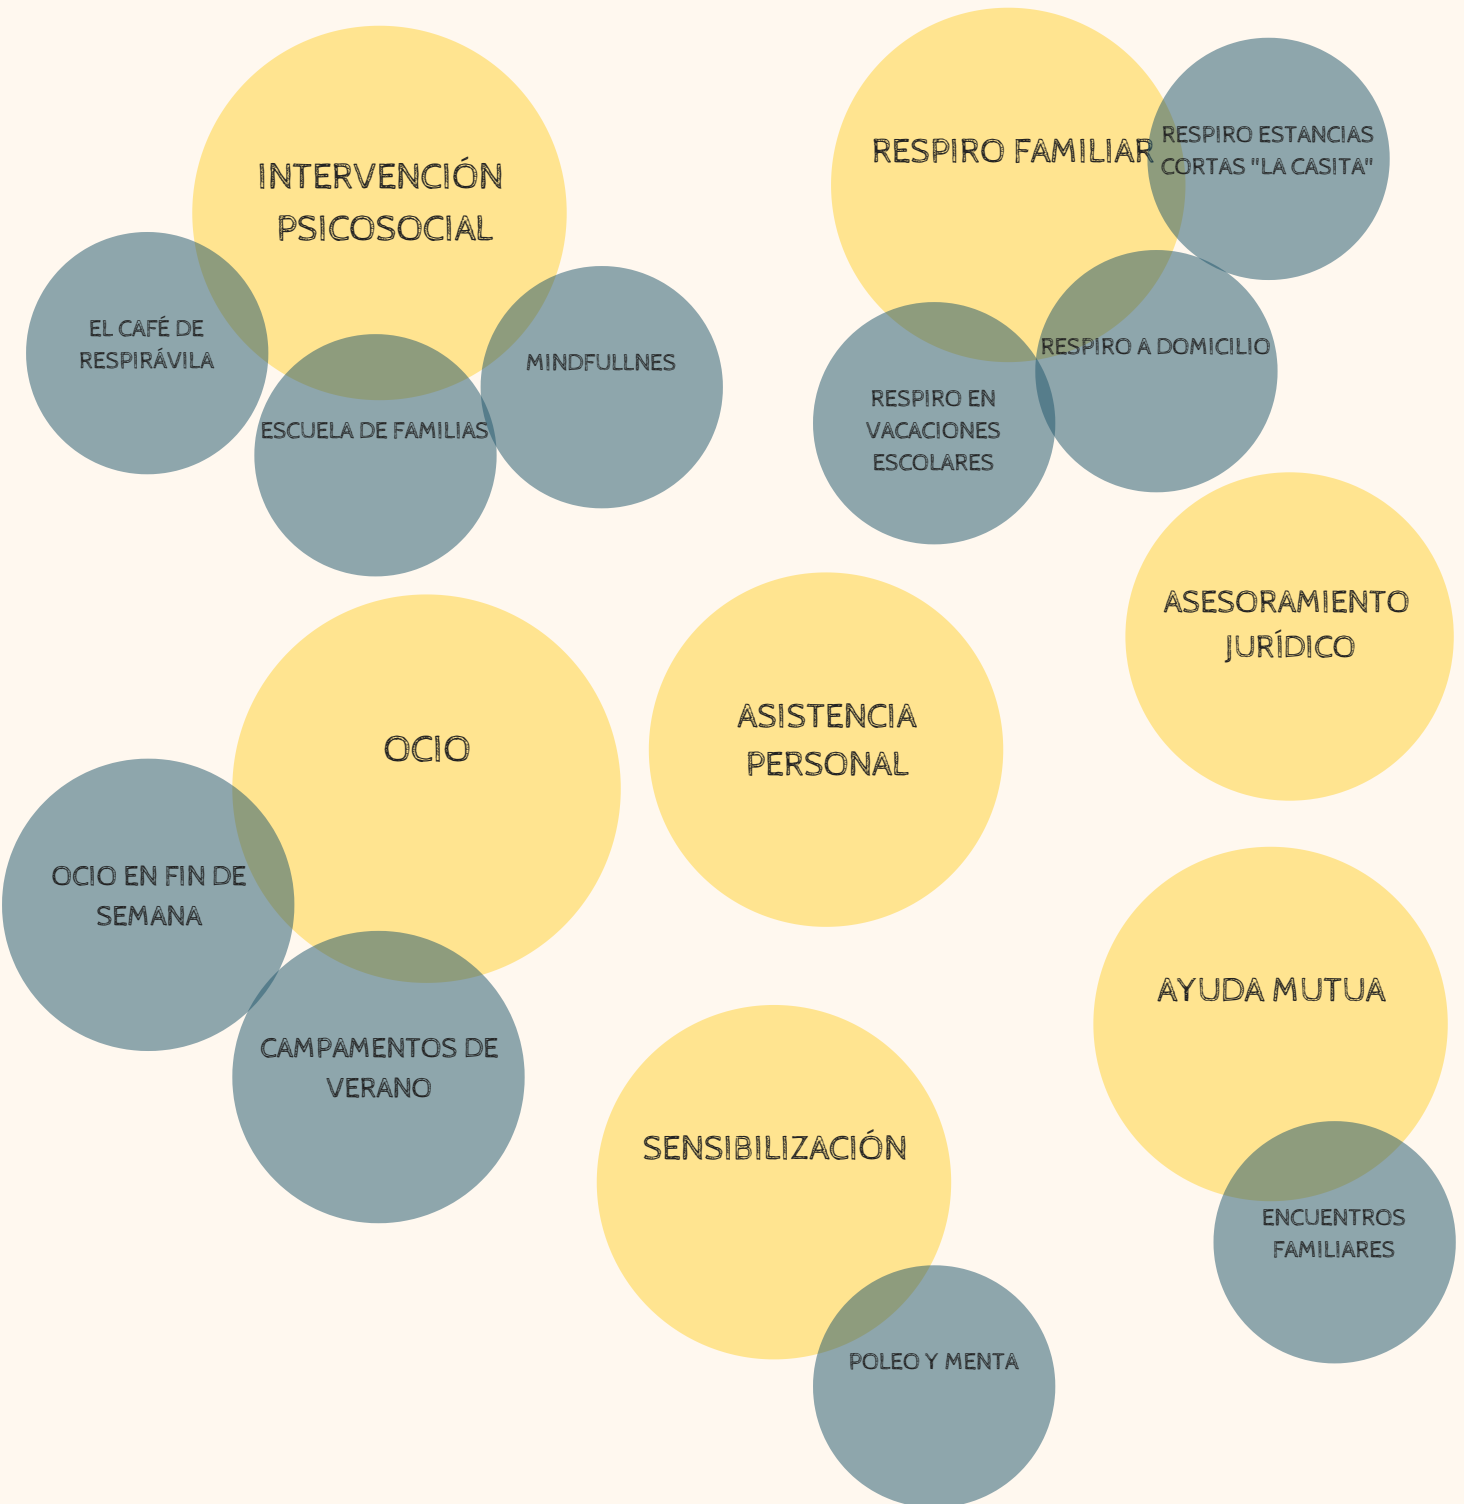 INTERVENCIÓN
PSICOSOCIAL
EL CAFÉ DE
RESPIRÁVILA
ESCUELA DE FAMILIAS
MINDFULLNES
RESPIRO FAMILIAR
RESPIRO ESTANCIAS
CORTAS "LA CASITA"
RESPIRO A DOMICILIO
RESPIRO EN
VACACIONES
ESCOLARES
ASESORAMIENTO
JURÍDICO
OCIO
OCIO EN FIN DE
SEMANA
CAMPAMENTOS DE
VERANO
ASISTENCIA
PERSONAL
AYUDA MUTUA
ENCUENTROS
FAMILIARES
SENSIBILIZACIÓN
POLEO Y MENTA